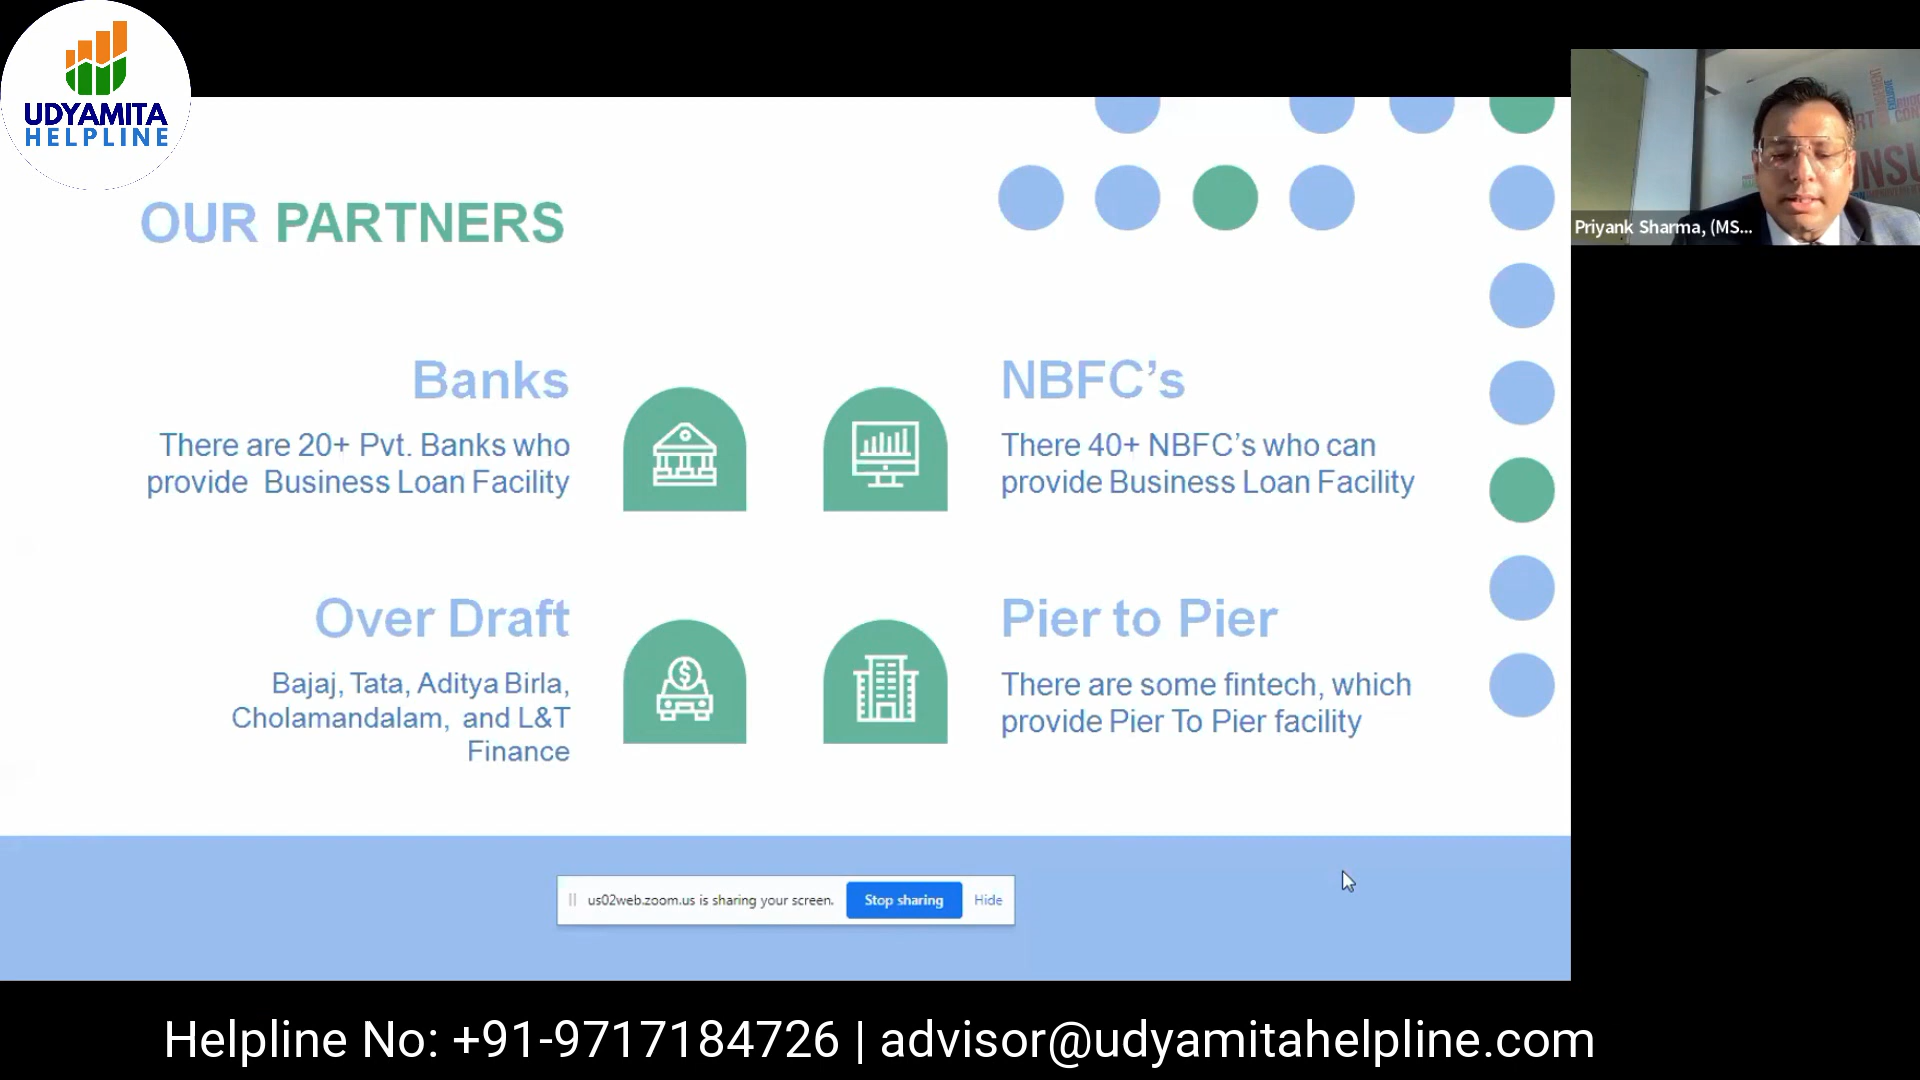 UDYAMITA
HELPLINE
OUR PARTNERS
Banks
There are 20+ Pvt. Banks who
provide Business Loan Facility
NBFC’s
There 40+ NBFC’s who can
provide Business Loan Facility
Over Draft
Bajaj, Tata, Aditya Birla,
Cholamandalam, and L&T
Finance
Pier to Pier
There are some fintech, which
provide Pier To Pier facility
us02web.zoom.us is sharing your screen.
Stop sharing
Hide
Priyank Sharma, (MS...
Helpline No: +91-9717184726 | advisor@udyamitahelpline.com